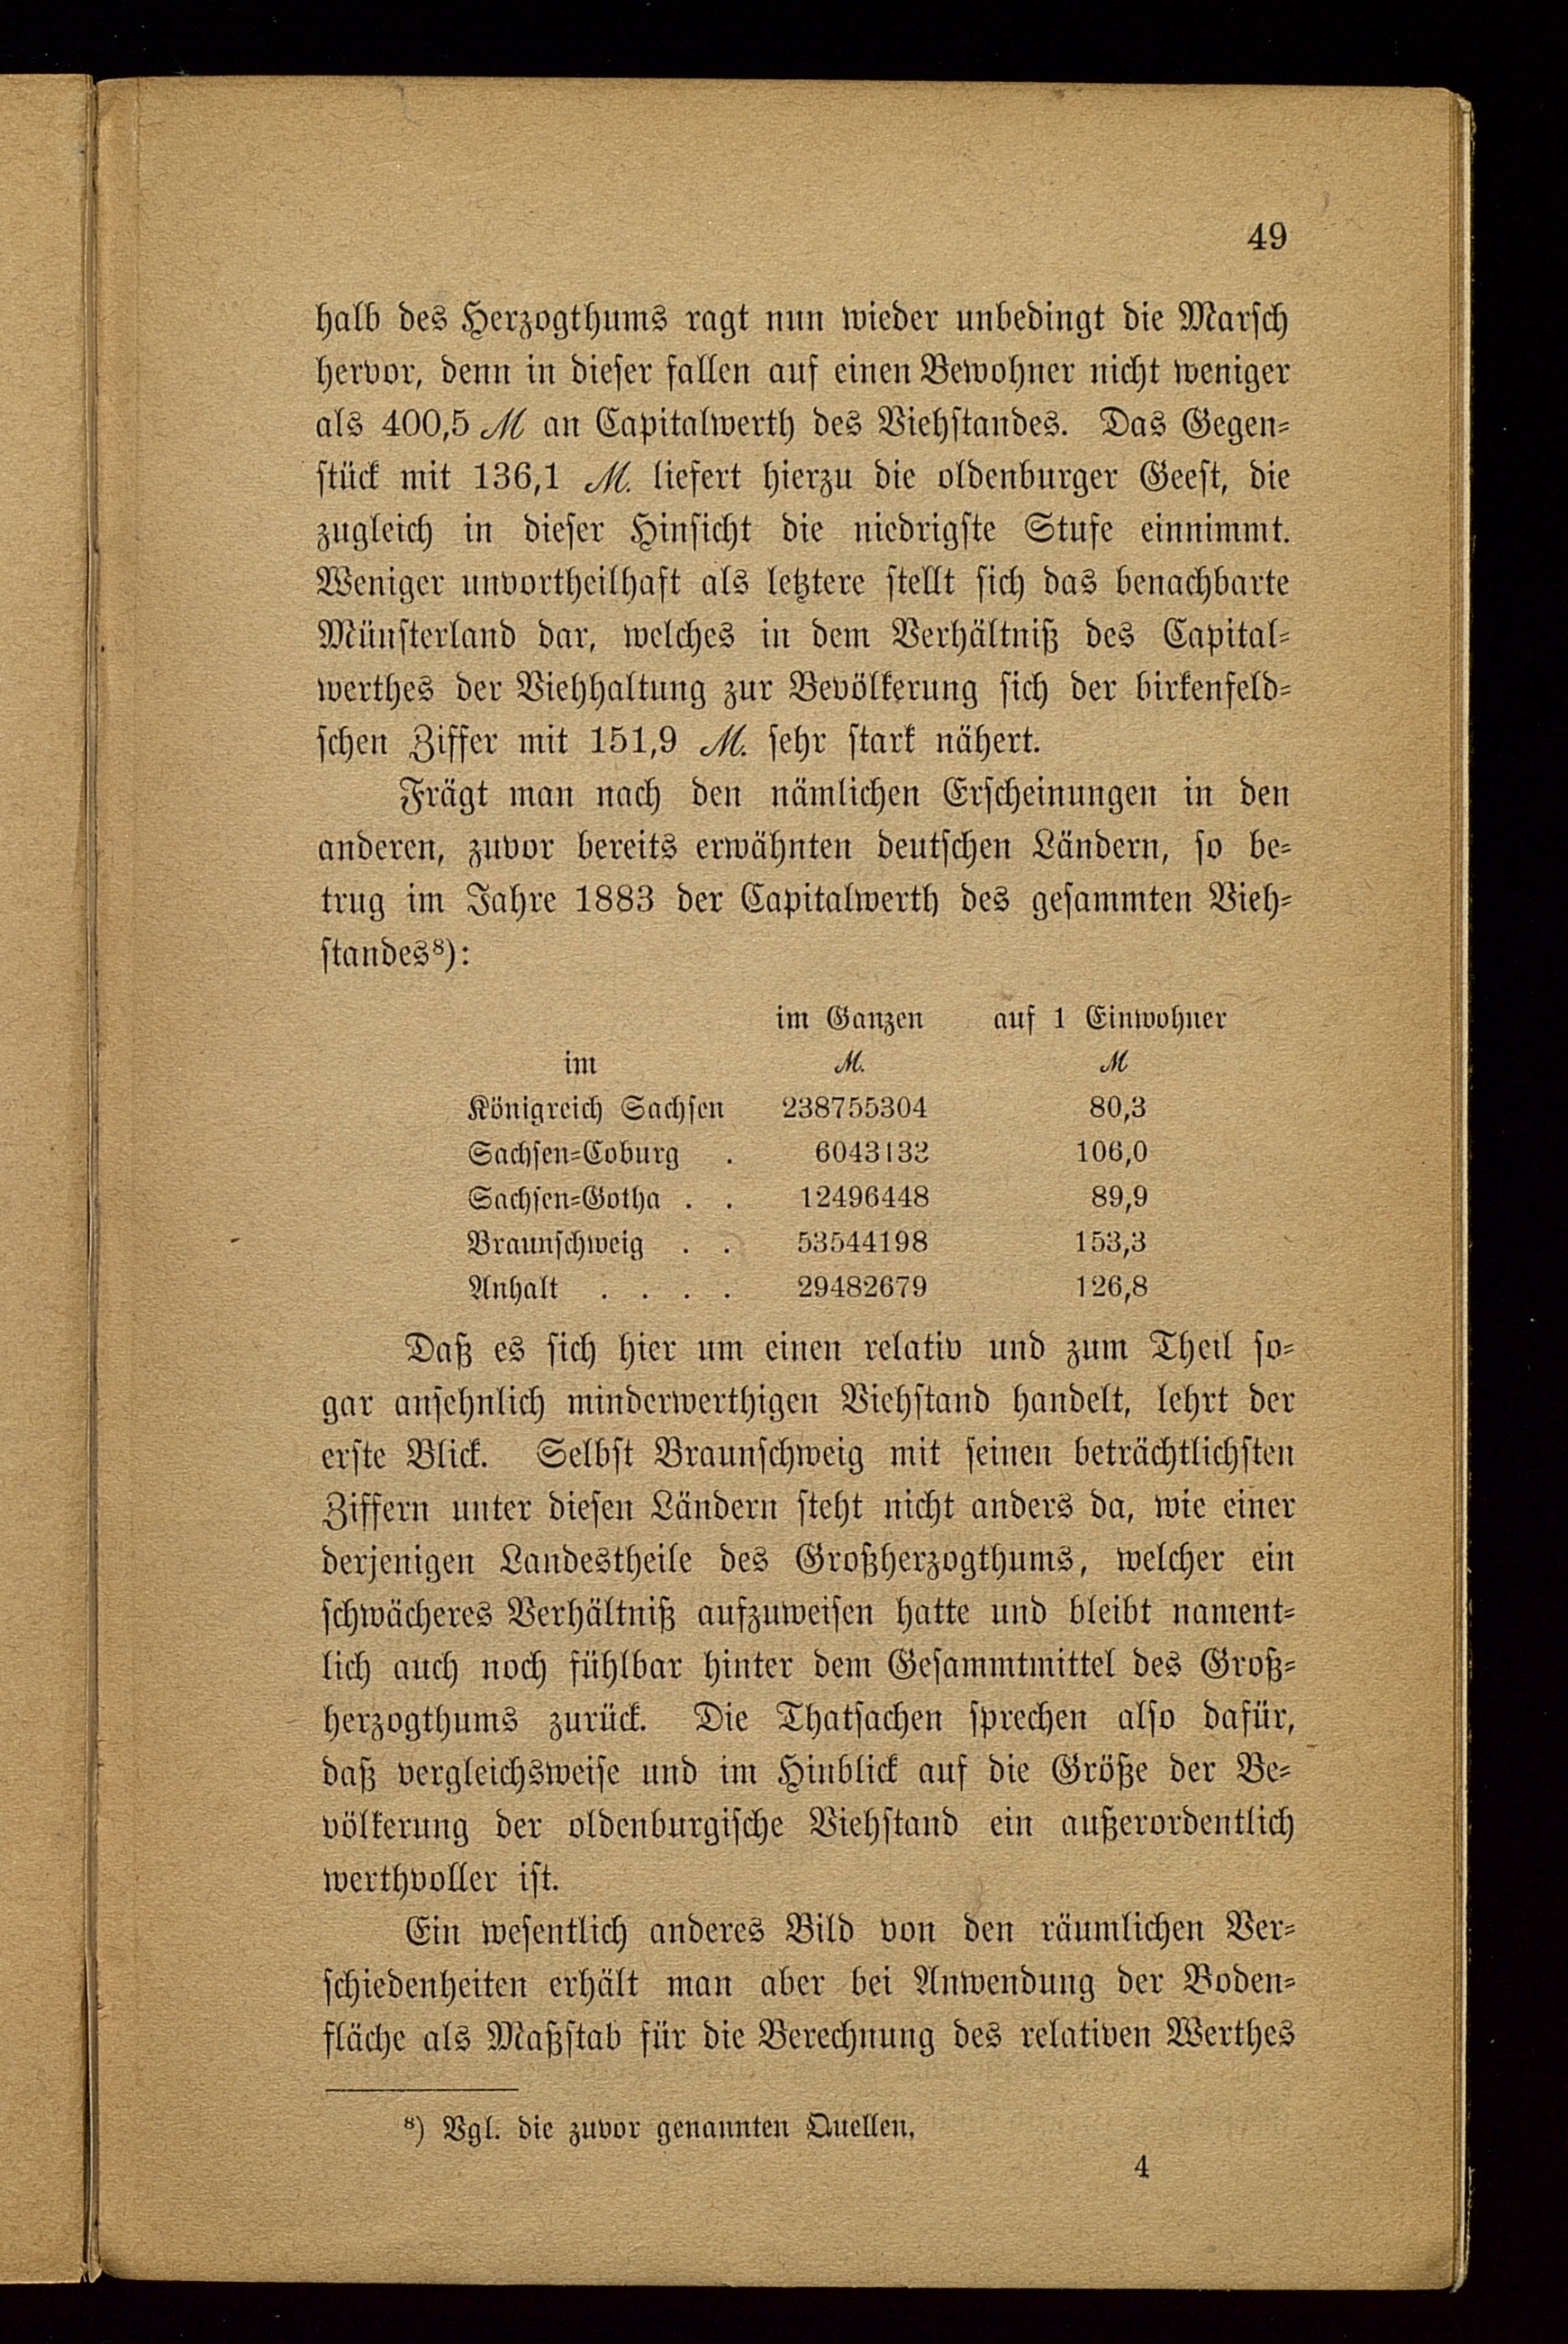 49
halb des Herzogthums ragt nun wieder unbedingt die Marsch
hervor, denn in dieser fallen auf einen Bewohner nicht weniger
als 400,5 M an Capitalwerth des Viehstandes. Das Gegen=
stück mit 136,1 M. liefert hierzu die oldenburger Geest, die
zugleich in dieser Hinsicht die niedrigste Stufe einnimmt.
Weniger unvortheilhaft als letztere stellt sich das benachbarte
Münsterland dar, welches in dem Verhältniß des Capital=
werthes der Viehhaltung zur Bevölkerung sich der birkenfeld=
schen Ziffer mit 151,9 M. sehr stark nähert.
Frägt man nach den nämlichen Erscheinungen in den
anderen, zuvor bereits erwähnten deutschen Ländern, so be=
trug im Jahre 1883 der Capitalwerth des gesammten Vieh=
standes⁸):
im Ganzen auf 1 Einwohner
im M. M
Königreich Sachsen 238755304 80,3
Sachsen=Coburg . 6043133 106,0
Sachsen=Gotha . . 12496448 89,9
Braunschweig . . 53544198 153,3
Anhalt . . . . 29482679 126,8
Daß es sich hier um einen relativ und zum Theil so=
gar ansehnlich minderwerthigen Viehstand handelt, lehrt der
erste Blick. Selbst Braunschweig mit seinen beträchtlichsten
Ziffern unter diesen Ländern steht nicht anders da, wie einer
derjenigen Landestheile des Großherzogthums, welcher ein
schwächeres Verhältniß aufzuweisen hatte und bleibt nament=
lich auch noch fühlbar hinter dem Gesammtmittel des Groß=
herzogthums zurück. Die Thatsachen sprechen also dafür,
daß vergleichsweise und im Hinblick auf die Größe der Be=
völkerung der oldenburgische Viehstand ein außerordentlich
werthvoller ist.
Ein wesentlich anderes Bild von den räumlichen Ver=
schiedenheiten erhält man aber bei Anwendung der Boden=
fläche als Maßstab für die Berechnung des relativen Werthes
⁸) Vgl. die zuvor genannten Quellen,
4